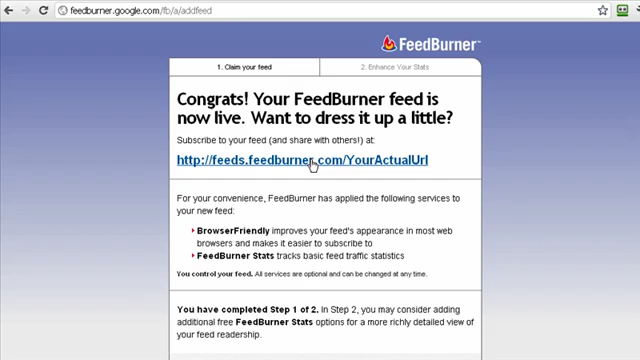 feedburner.google.com/fb/a/addfeed
FeedBurner™
1. Claim your feed
2. Enhance Your Stats
Congrats! Your FeedBurner feed is
now live. Want to dress it up a little?
Subscribe to your feed (and share with others!) at:
http://feeds.feedburner.com/YourActualUrl
For your convenience, FeedBurner has applied the following services to
your new feed:
BrowserFriendly improves your feed's appearance in most web
browsers and makes it easier to subscribe to
FeedBurner Stats tracks basic feed traffic statistics
You control your feed. All services are optional and can be changed at any time.
You have completed Step 1 of 2. In Step 2, you may consider adding
additional free FeedBurner Stats options for a more richly detailed view of
your feed readership.